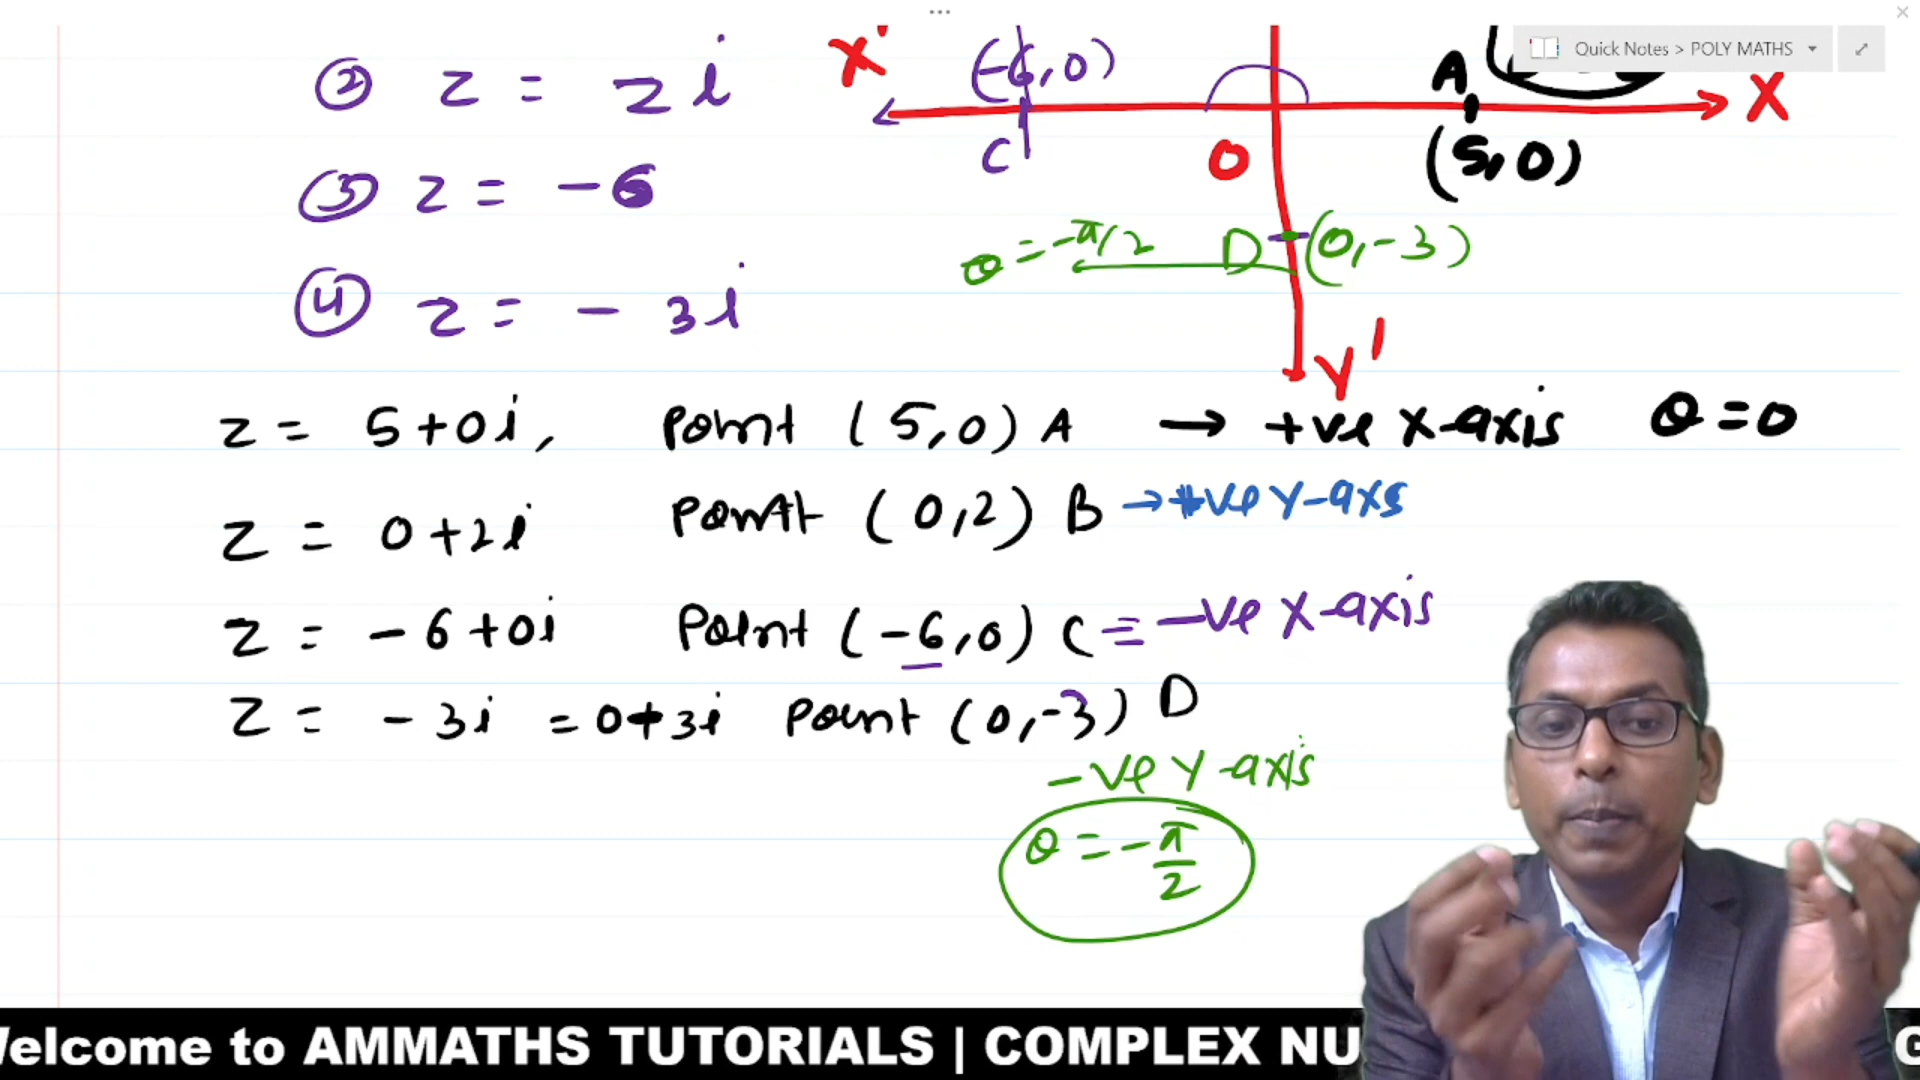 Quick Notes > POLY MATHS
② z = 2i
X' (-6,0) A X
C O (5,0)
③ z = -6
θ = -π/2 D (0,-3)
④ z = -3i
Y'
z = 5+0i, point (5,0) A → +ve X-axis θ=0
z = 0+2i point (0,2) B → +ve Y-axs
z = -6+0i Point (-6,0) C = -ve X-axis
z = -3i = 0+3i point (0,-3) D
-ve Y-axis
θ = -π/2
Welcome to AMMATHS TUTORIALS | COMPLEX NU G